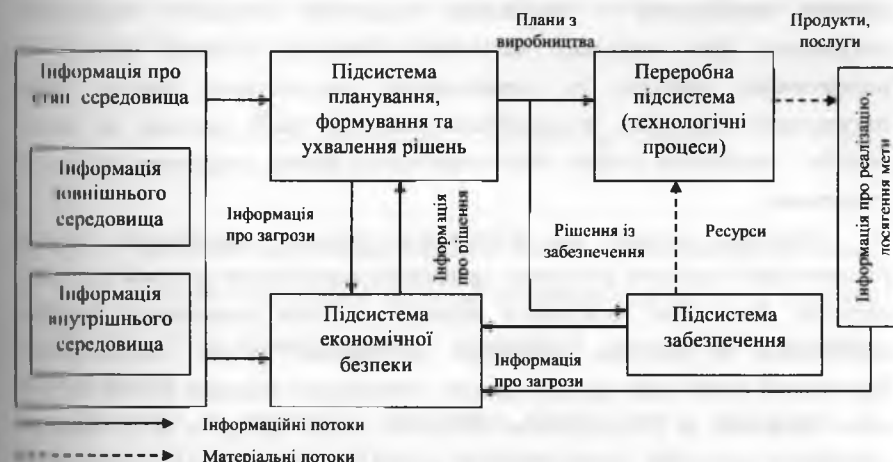 Плани з
виробництва
Продукти,
послуги
Інформація про
стан середовища
Інформація
зовнішнього
середовища
Інформація
внутрішнього
середовища
Підсистема
планування,
формування та
ухвалення рішень
Переробна
підсистема
(технологічні
процеси)
Інформація про реалізацію,
досягення мети
Інформація
про загрози
Інформація
про рішення
Рішення із
забезпечення
Ресурси
Підсистема
економічної
безпеки
Підсистема
забезпечення
Інформація
про загрози
Інформаційні потоки
Матеріальні потоки